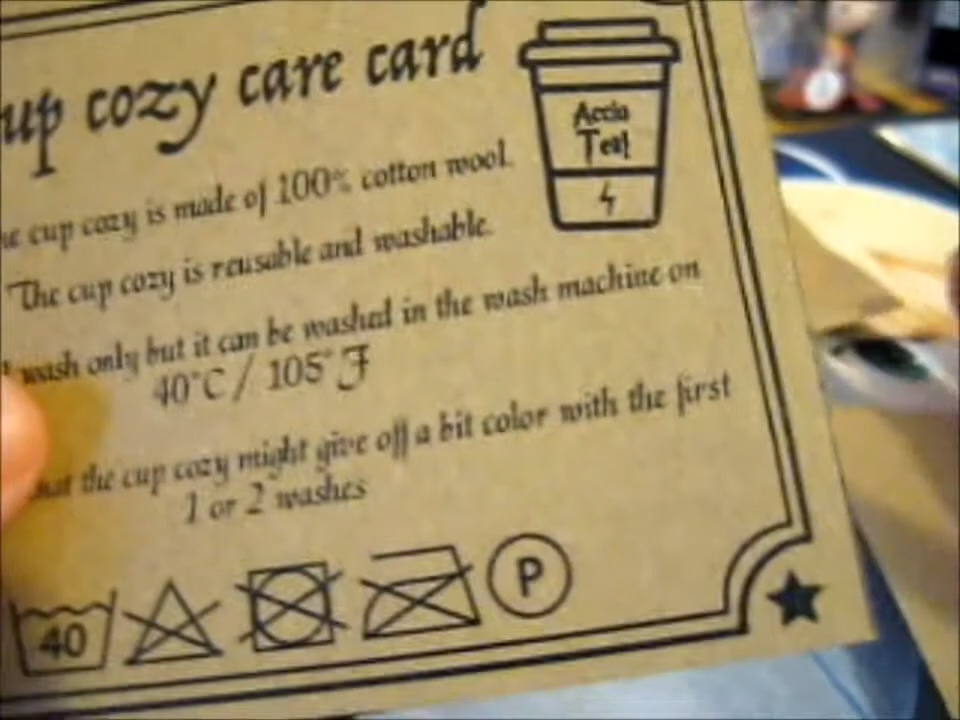 up cozy care card
Accio
Tea!
he cup cozy is made of 100% cotton wool.
The cup cozy is reusable and washable.
wash only but it can be washed in the wash machine on
40°C / 105°F
the cup cozy might give off a bit color with the first
1 or 2 washes
40
P